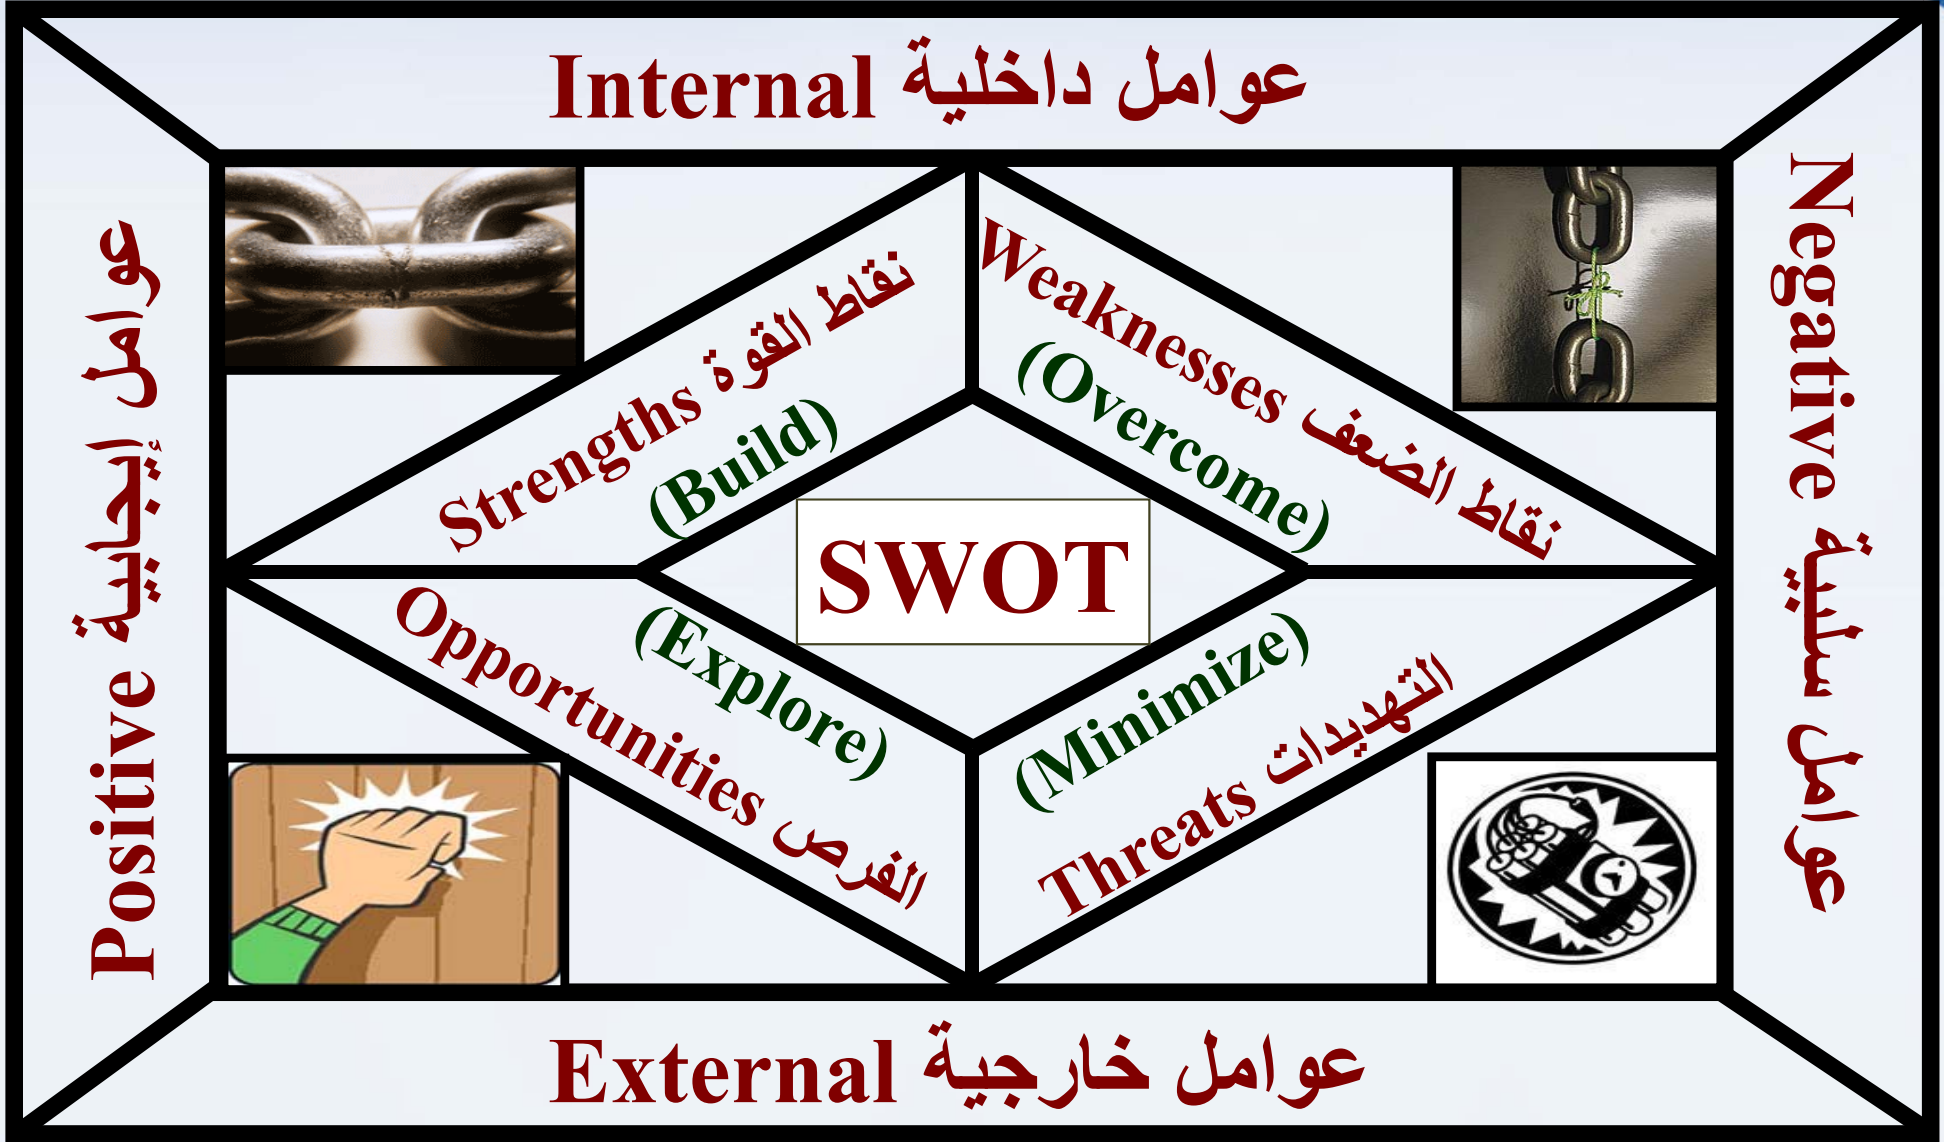 عوامل داخلية Internal
عوامل إيجابية Positive
Negative عوامل سلبية
نقاط القوة Strengths
(Build)
Weaknesses نقاط الضعف
(Overcome)
SWOT
Opportunities الفرص
(Explore)
(Minimize)
Threats التهديدات
عوامل خارجية External